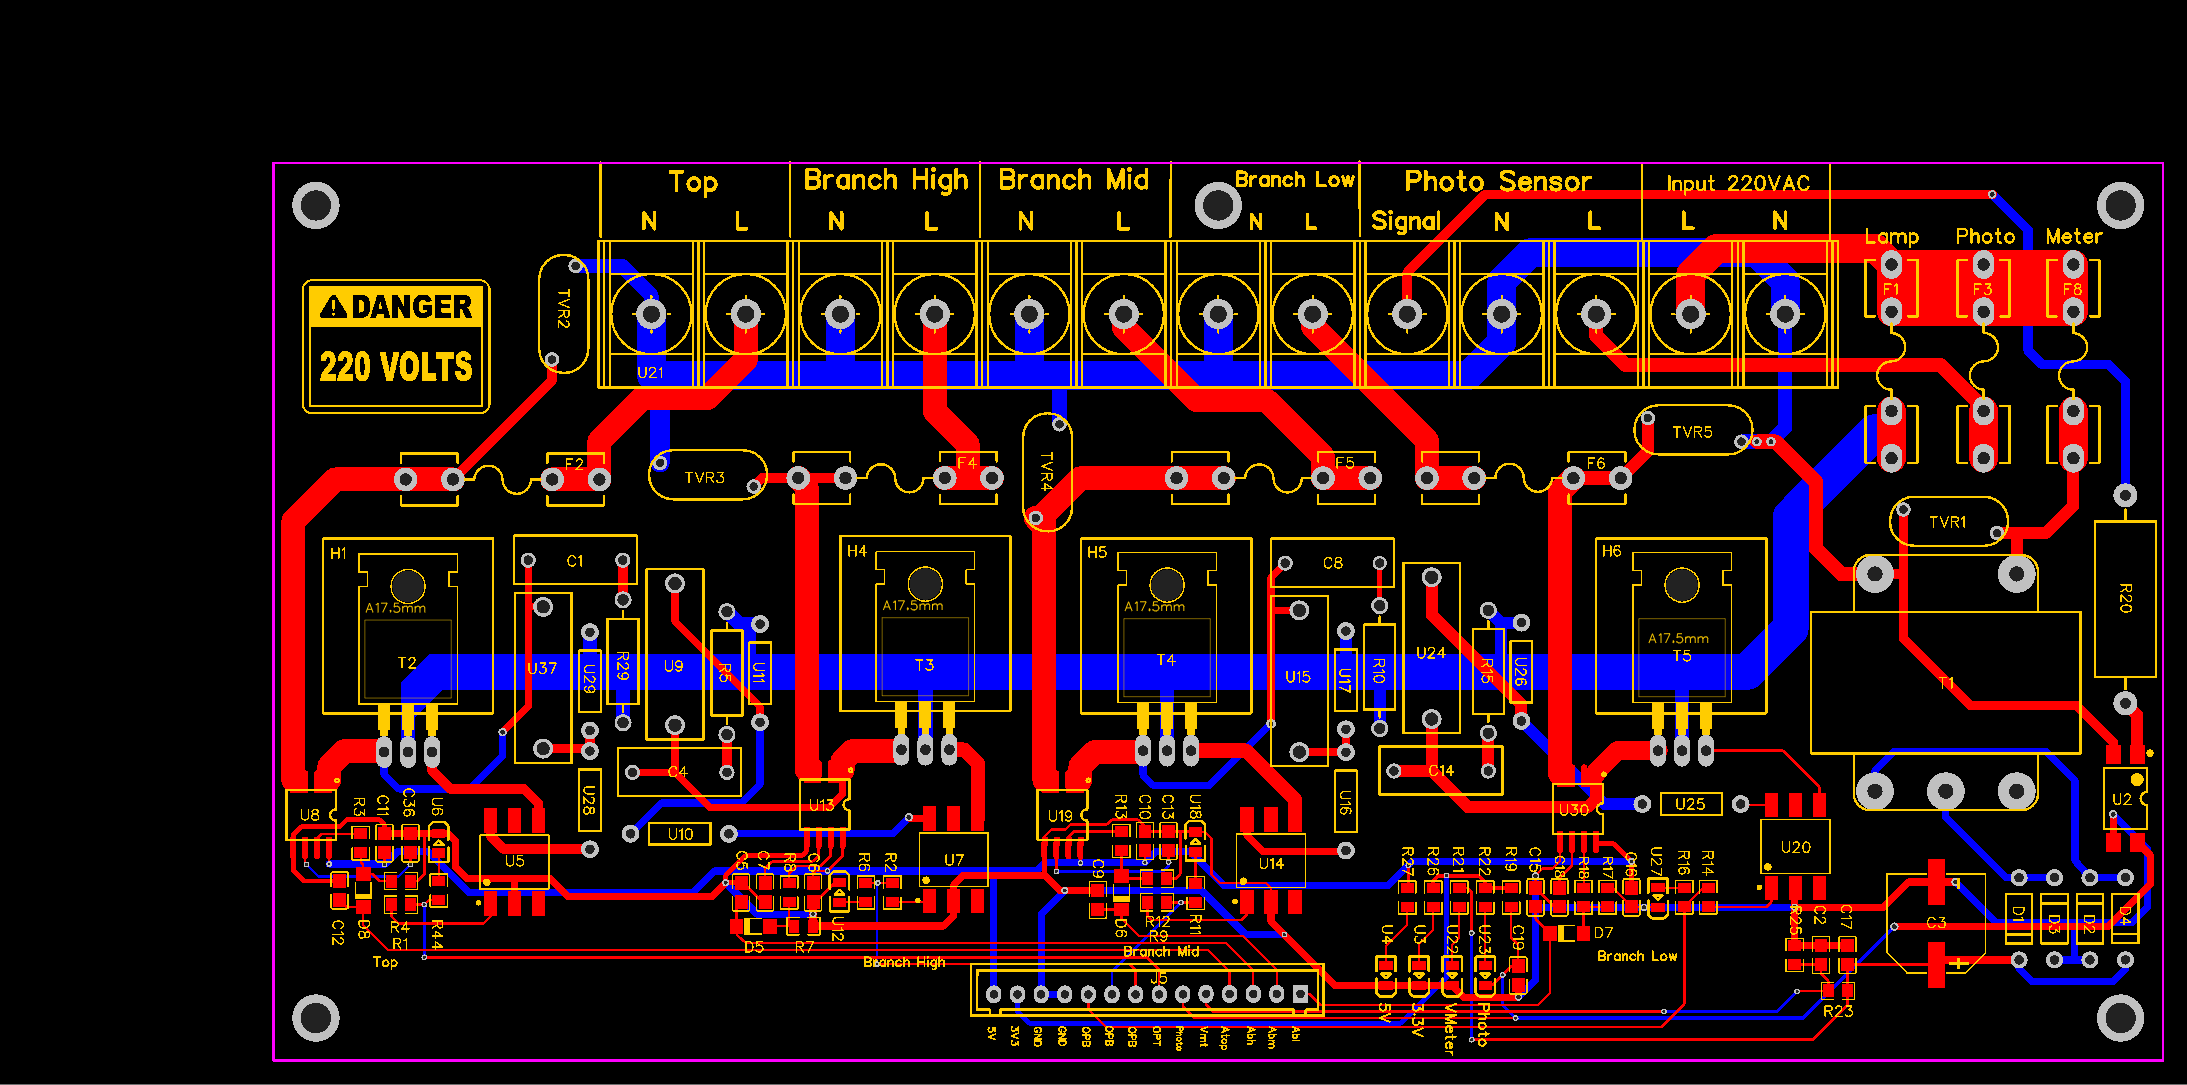 Top
Branch High
Branch Mid
Branch Low
Photo Sensor
Input 220VAC
N
L
N
L
N
L
N
L
Signal
N
L
L
N
Lamp
Photo
Meter
F1
F3
F8
DANGER
220 VOLTS
TVR2
U21
F2
TVR3
F4
TVR4
F5
F6
TVR5
TVR1
H1
A17.5mm
T2
C1
U37
U29
R29
U9
R5
U11
H4
A17.5mm
T3
H5
A17.5mm
T4
C8
U15
U17
R10
U24
R15
U26
H6
A17.5mm
T5
T1
R20
C4
C14
U8
R3
C11
C36
U6
U5
U28
U10
U13
U19
R13
C10
C13
U18
U14
U16
U30
U25
U20
U2
C12
D8
R4
R1
R44
Top
C5
C7
R8
C6
R6
R2
U7
D5
R7
U12
Branch High
C9
D6
R12
R9
R11
Branch Mid
R27
R26
R21
R22
R19
C15
C18
R18
R17
C16
U27
R16
R14
U4
U3
U22
U23
C19
D7
Branch Low
R25
C2
C17
R23
C3
D1
D3
D2
D4
J5
5V
3V3
GND
GND
OPB
OPB
OPB
OPT
Photo
Vmt
Atop
Abh
Abm
Abl
5V
3.3V
VMeter
Photo